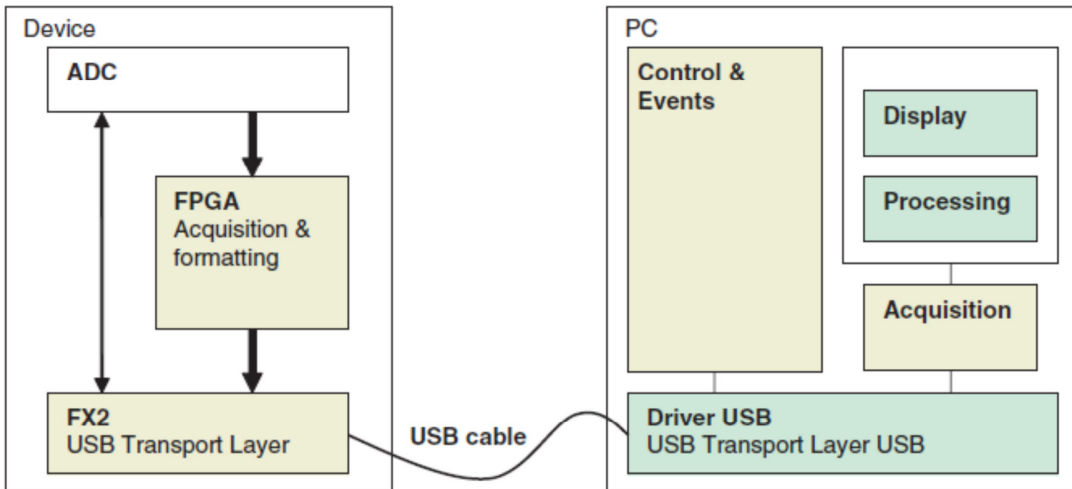 Device
ADC
FPGA
Acquisition &
formatting
FX2
USB Transport Layer
USB cable
PC
Control &
Events
Display
Processing
Acquisition
Driver USB
USB Transport Layer USB